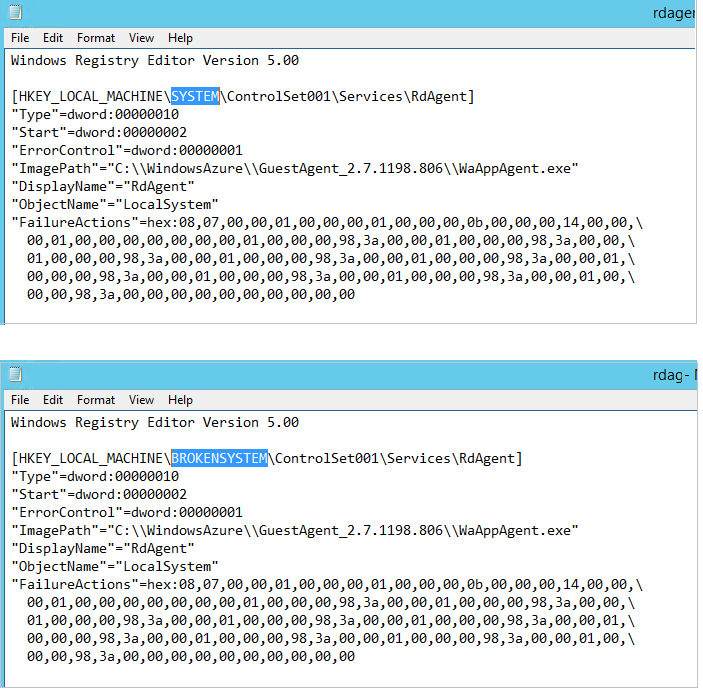 rdager
File Edit Format View Help
Windows Registry Editor Version 5.00
[HKEY_LOCAL_MACHINE\SYSTEM\ControlSet001\Services\RdAgent]
"Type"=dword:00000010
"Start"=dword:00000002
"ErrorControl"=dword:00000001
"ImagePath"="C:\\WindowsAzure\\GuestAgent_2.7.1198.806\\WaAppAgent.exe"
"DisplayName"="RdAgent"
"ObjectName"="LocalSystem"
"FailureActions"=hex:08,07,00,00,01,00,00,00,01,00,00,00,0b,00,00,00,14,00,00,\
00,01,00,00,00,00,00,00,00,01,00,00,00,98,3a,00,00,01,00,00,00,98,3a,00,00,\
01,00,00,00,98,3a,00,00,01,00,00,00,98,3a,00,00,01,00,00,00,98,3a,00,00,01,\
00,00,00,98,3a,00,00,01,00,00,00,98,3a,00,00,01,00,00,00,98,3a,00,00,01,00,\
00,00,98,3a,00,00,00,00,00,00,00,00,00,00
rdag-
File Edit Format View Help
Windows Registry Editor Version 5.00
[HKEY_LOCAL_MACHINE\BROKENSYSTEM\ControlSet001\Services\RdAgent]
"Type"=dword:00000010
"Start"=dword:00000002
"ErrorControl"=dword:00000001
"ImagePath"="C:\\WindowsAzure\\GuestAgent_2.7.1198.806\\WaAppAgent.exe"
"DisplayName"="RdAgent"
"ObjectName"="LocalSystem"
"FailureActions"=hex:08,07,00,00,01,00,00,00,01,00,00,00,0b,00,00,00,14,00,00,\
00,01,00,00,00,00,00,00,00,01,00,00,00,98,3a,00,00,01,00,00,00,98,3a,00,00,\
01,00,00,00,98,3a,00,00,01,00,00,00,98,3a,00,00,01,00,00,00,98,3a,00,00,01,\
00,00,00,98,3a,00,00,01,00,00,00,98,3a,00,00,01,00,00,00,98,3a,00,00,01,00,\
00,00,98,3a,00,00,00,00,00,00,00,00,00,00